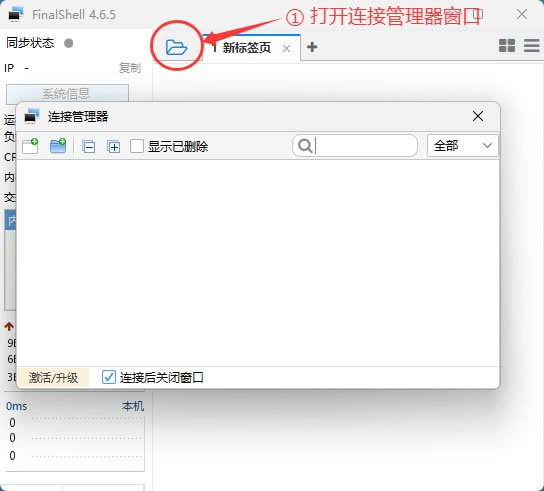 FinalShell 4.6.5
① 打开连接管理器窗口
同步状态
1 新标签页
IP -
复制
系统信息
连接管理器
显示已删除
全部
激活/升级
连接后关闭窗口
0ms
本机
0
0
0